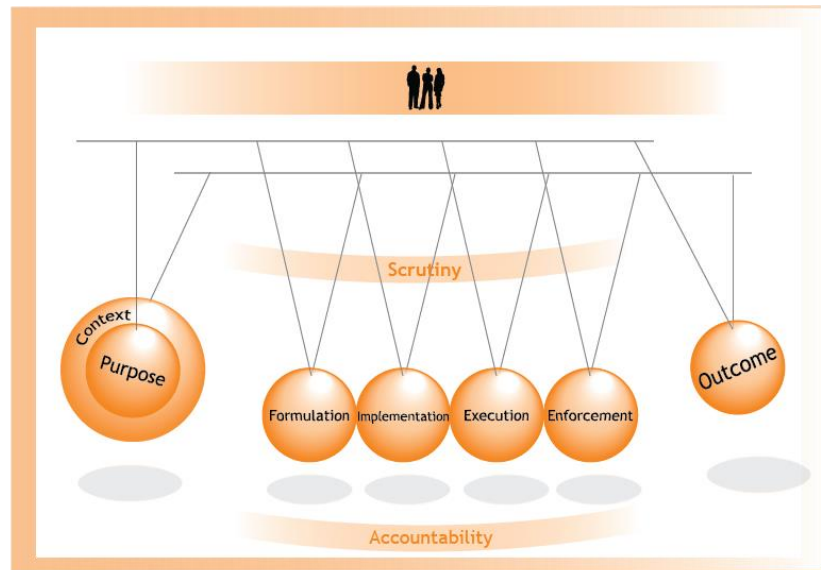 Scrutiny
Context
Purpose
Formulation
Implementation
Execution
Enforcement
Outcome
Accountability